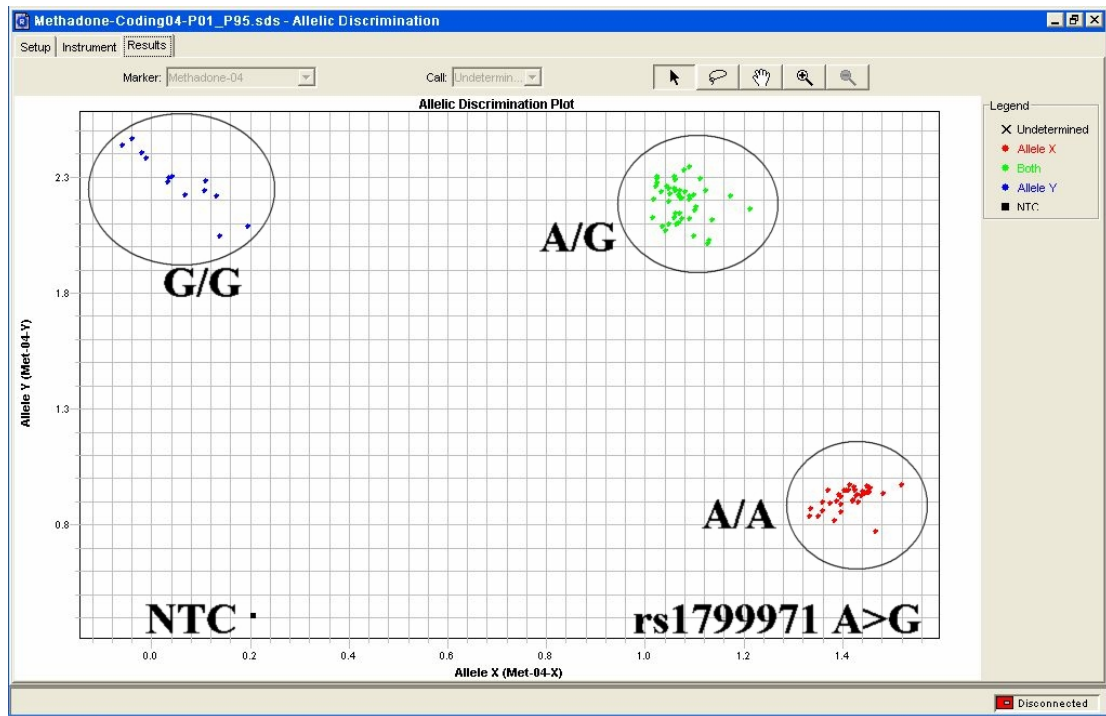 Methadone-Coding04-P01_P95.sds - Allelic Discrimination
Setup Instrument Results
Marker: Methadone-04 Call: Undetermin...
Allelic Discrimination Plot
Legend
Undetermined
Allele X
Both
Allele Y
NTC
2.3
1.8
1.3
0.8
Allele Y (Met-04-Y)
G/G
A/G
A/A
NTC
rs1799971 A>G
0.0 0.2 0.4 0.6 0.8 1.0 1.2 1.4
Allele X (Met-04-X)
Disconnected